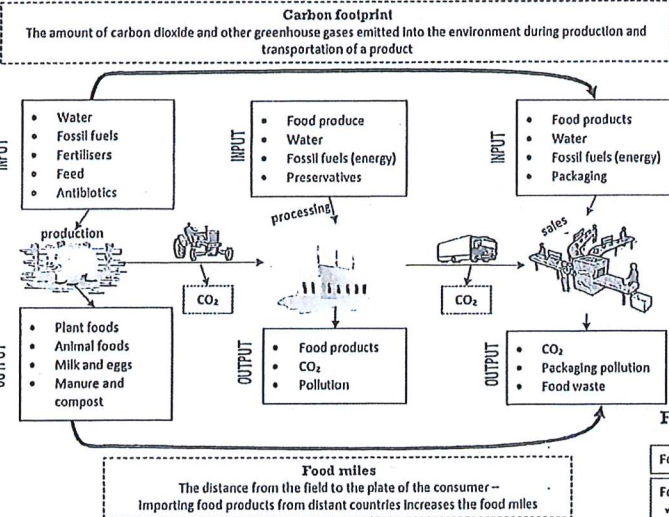 Carbon footprint
The amount of carbon dioxide and other greenhouse gases emitted into the environment during production and
transportation of a product
INPUT
• Water
• Fossil fuels
• Fertilisers
• Feed
• Antibiotics
INPUT
• Food produce
• Water
• Fossil fuels (energy)
• Preservatives
INPUT
• Food products
• Water
• Fossil fuels (energy)
• Packaging
production
processing
sales
CO₂
CO₂
OUTPUT
• Plant foods
• Animal foods
• Milk and eggs
• Manure and
compost
OUTPUT
• Food products
• CO₂
• Pollution
OUTPUT
• CO₂
• Packaging pollution
• Food waste
Food miles
The distance from the field to the plate of the consumer –
Importing food products from distant countries increases the food miles